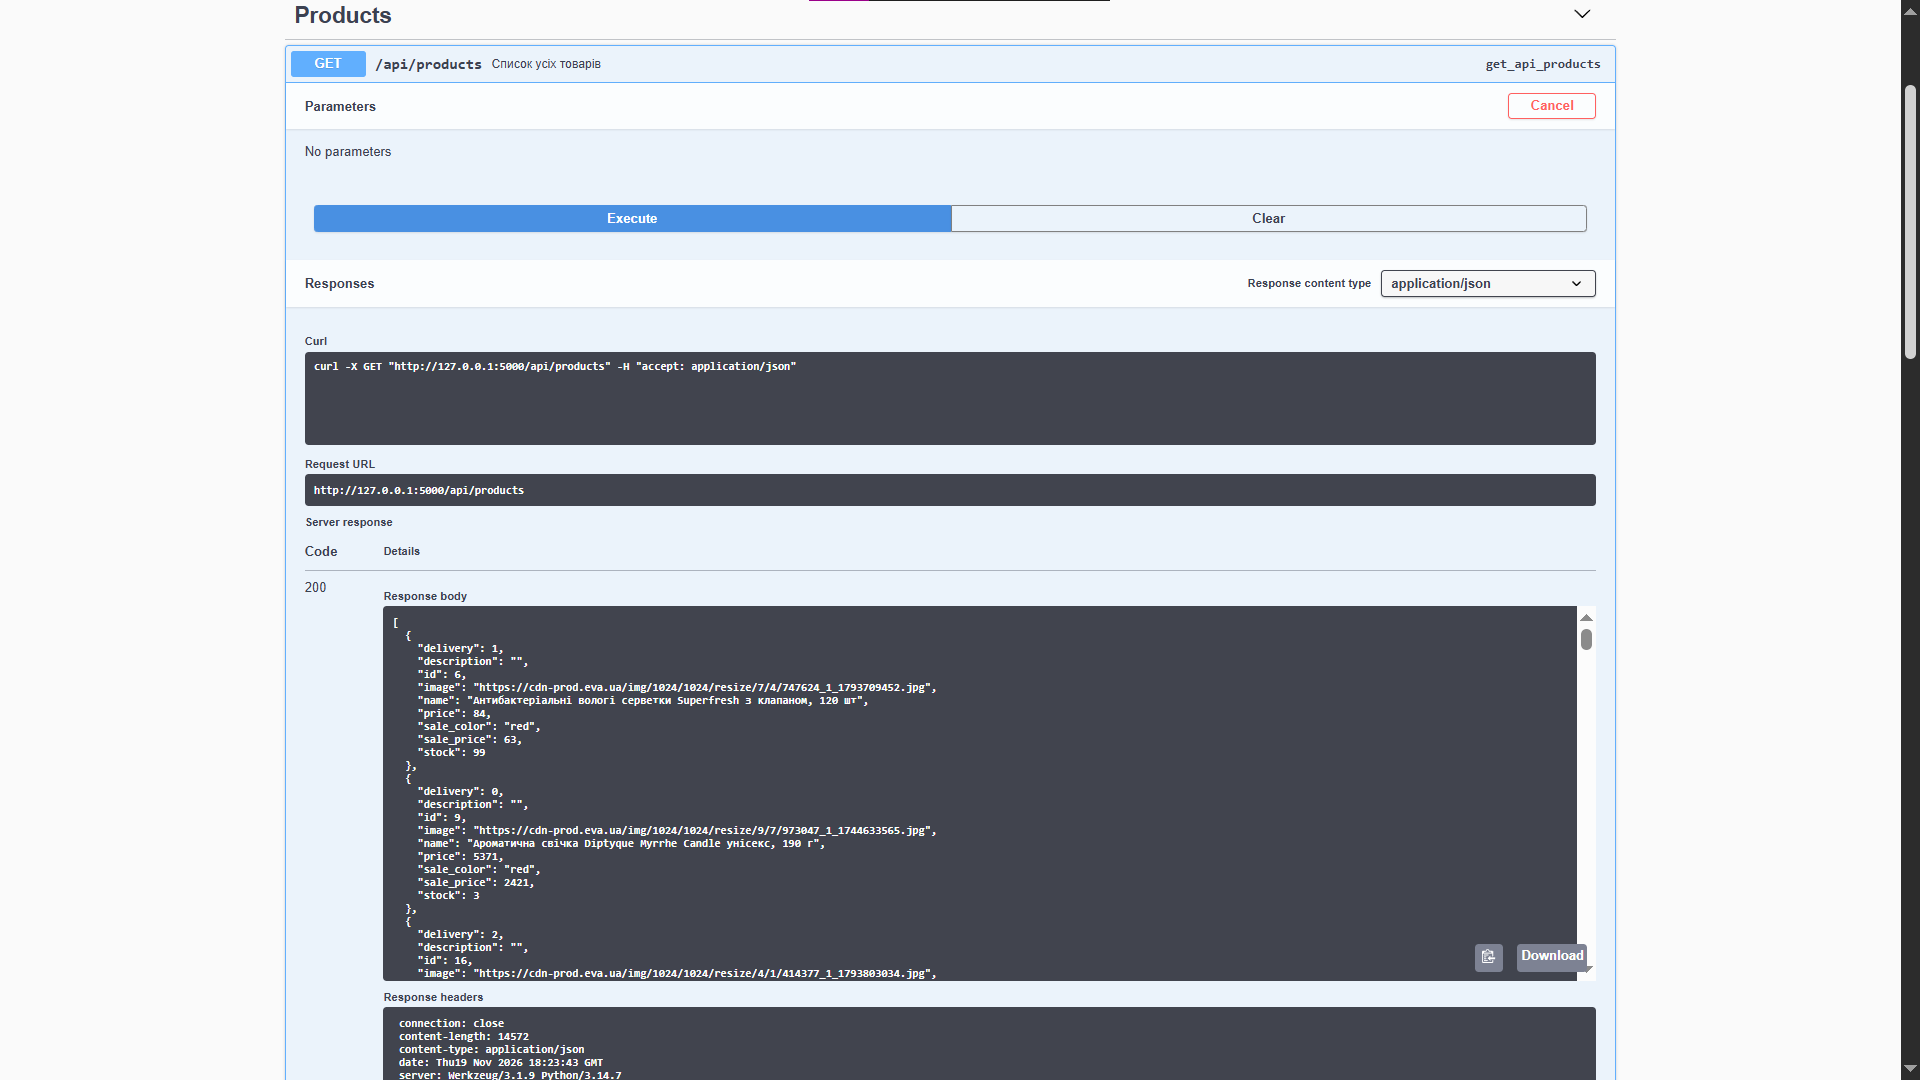 Products
GET /api/products Список усіх товарів get_api_products
Parameters Cancel
No parameters
Execute Clear
Responses Response content type application/json
Curl
curl -X GET "http://127.0.0.1:5000/api/products" -H "accept: application/json"
Request URL
http://127.0.0.1:5000/api/products
Server response
Code Details
200
Response body
[
{
"delivery": 1,
"description": "",
"id": 6,
"image": "https://cdn-prod.eva.ua/img/1024/1024/resize/7/4/747624_1_1793709452.jpg",
"name": "Антибактеріальні вологі серветки Superfresh з клапаном, 120 шт",
"price": 84,
"sale_color": "red",
"sale_price": 63,
"stock": 99
},
{
"delivery": 0,
"description": "",
"id": 9,
"image": "https://cdn-prod.eva.ua/img/1024/1024/resize/9/7/973047_1_1744633565.jpg",
"name": "Ароматична свічка Diptyque Myrrhe Candle унісекс, 190 г",
"price": 5371,
"sale_color": "red",
"sale_price": 2421,
"stock": 3
},
{
"delivery": 2,
"description": "",
"id": 16,
"image": "https://cdn-prod.eva.ua/img/1024/1024/resize/4/1/414377_1_1793803034.jpg",
Download
Response headers
connection: close
content-length: 14572
content-type: application/json
date: Thu19 Nov 2026 18:23:43 GMT
server: Werkzeug/3.1.9 Python/3.14.7